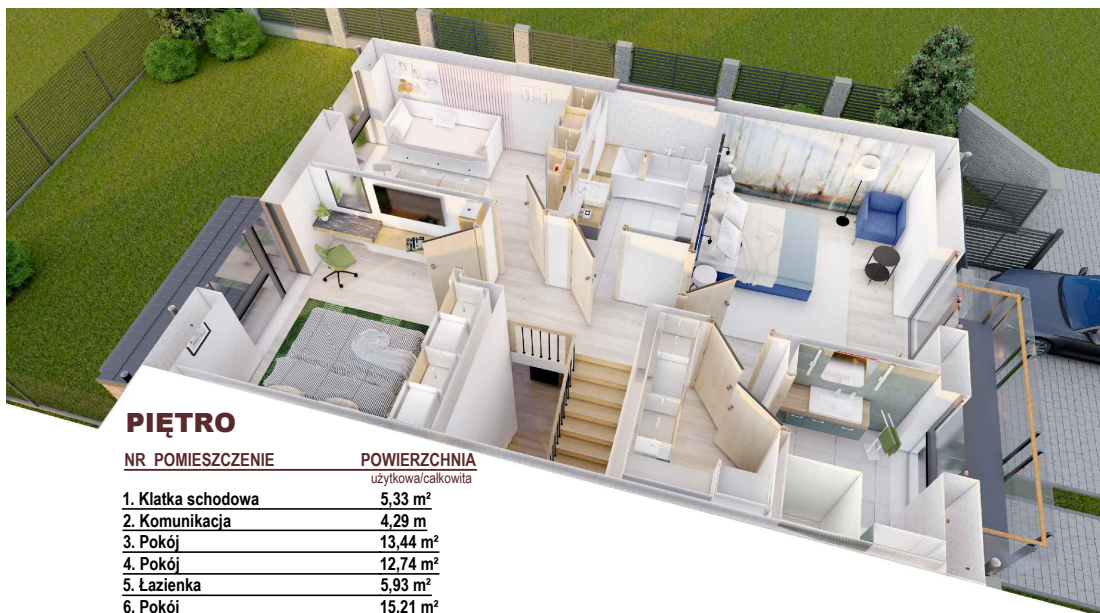 PIĘTRO
NR POMIESZCZENIE POWIERZCHNIA
użytkowa/całkowita
1. Klatka schodowa 5,33 m²
2. Komunikacja 4,29 m
3. Pokój 13,44 m²
4. Pokój 12,74 m²
5. Łazienka 5,93 m²
6. Pokój 15,21 m²